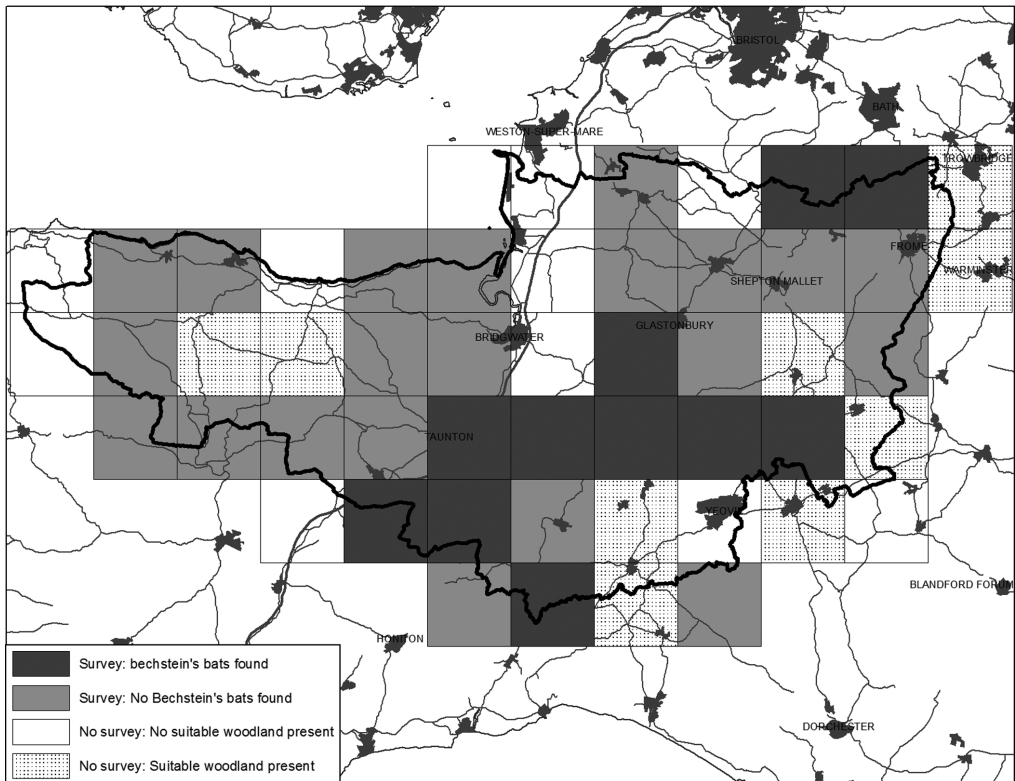 BRISTOL
BATH
WESTON-SUPER-MARE
TROWBRIDGE
FROME
WARMINSTER
SHEPTON MALLET
GLASTONBURY
BRIDGWATER
TAUNTON
YEOVIL
BLANDFORD FORUM
HONITON
DORCHESTER
Survey: bechstein's bats found
Survey: No Bechstein's bats found
No survey: No suitable woodland present
No survey: Suitable woodland present